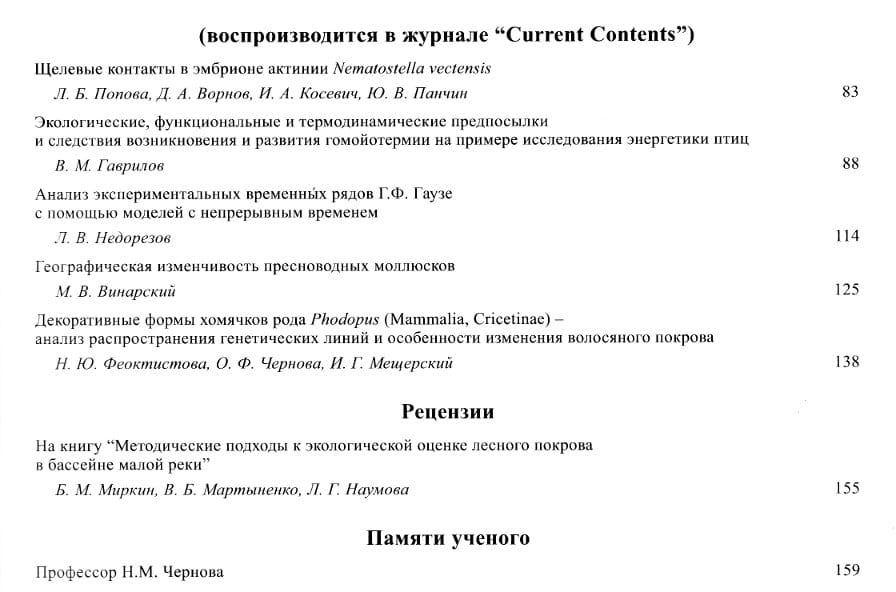 (воспроизводится в журнале “Current Contents”)
Щелевые контакты в эмбрионе актинии Nematostella vectensis
Л. Б. Попова, Д. А. Ворнов, И. А. Косевич, Ю. В. Панчин 83
Экологические, функциональные и термодинамические предпосылки
и следствия возникновения и развития гомойотермии на примере исследования энергетики птиц
В. М. Гаврилов 88
Анализ экспериментальных временных рядов Г.Ф. Гаузе
с помощью моделей с непрерывным временем
Л. В. Недорезов 114
Географическая изменчивость пресноводных моллюсков
М. В. Винарский 125
Декоративные формы хомячков рода Phodopus (Mammalia, Cricetinae) –
анализ распространения генетических линий и особенности изменения волосяного покрова
Н. Ю. Феоктистова, О. Ф. Чернова, И. Г. Мещерский 138
Рецензии
На книгу “Методические подходы к экологической оценке лесного покрова
в бассейне малой реки”
Б. М. Миркин, В. Б. Мартыненко, Л. Г. Наумова 155
Памяти ученого
Профессор Н.М. Чернова 159